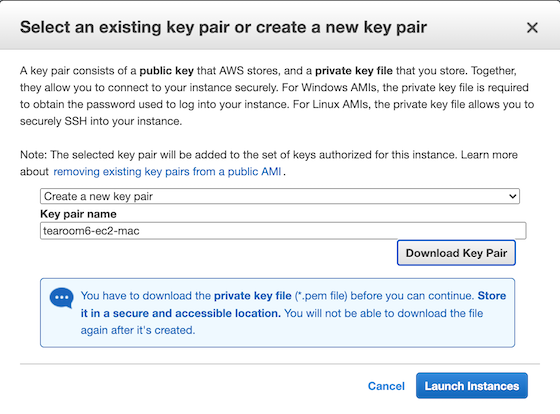 Select an existing key pair or create a new key pair
A key pair consists of a public key that AWS stores, and a private key file that you store. Together,
they allow you to connect to your instance securely. For Windows AMIs, the private key file is required
to obtain the password used to log into your instance. For Linux AMIs, the private key file allows you to
securely SSH into your instance.
Note: The selected key pair will be added to the set of keys authorized for this instance. Learn more
about removing existing key pairs from a public AMI.
Create a new key pair
Key pair name
tearoom6-ec2-mac
Download Key Pair
You have to download the private key file (*.pem file) before you can continue. Store
it in a secure and accessible location. You will not be able to download the file
again after it's created.
Cancel Launch Instances